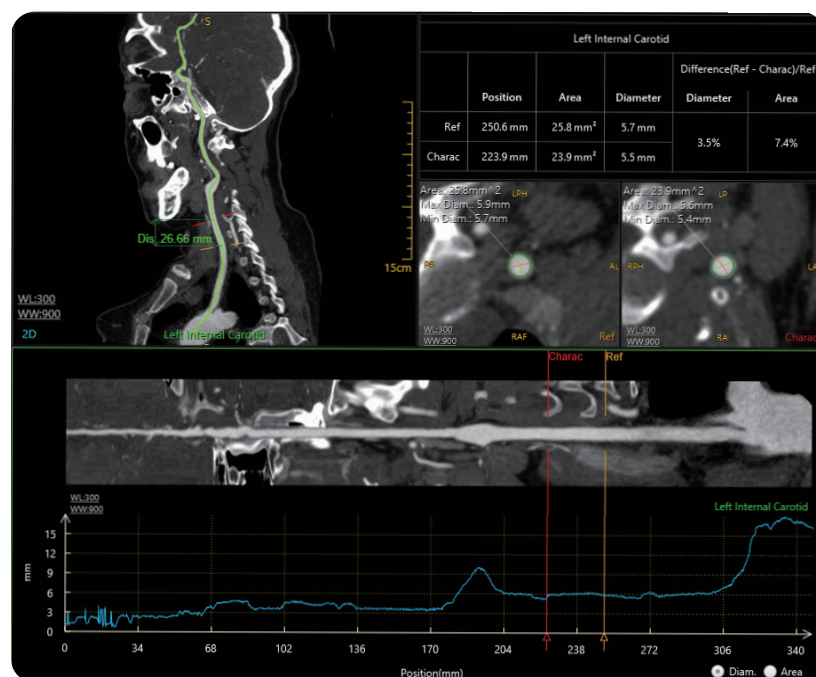 S
Dis: 26.66 mm
15cm
WL:300
WW:900
2D
Left Internal Carotid
Left Internal Carotid
Difference(Ref - Charac)/Ref
Position Area Diameter Diameter Area
Ref 250.6 mm 25.8 mm² 5.7 mm 3.5% 7.4%
Charac 223.9 mm 23.9 mm² 5.5 mm
Area: 25.8mm^2
Max Diam.: 5.9mm
Min Diam.: 5.7mm
LPH
PR
AL
WL:300
WW:900
RAF
Ref
Area: 23.9mm^2
Max Diam.: 5.6mm
Min Diam.: 5.4mm
LP
RPH
LA
WL:300
WW:900
RA
Charac
Charac Ref
WL:300
WW:900
Left Internal Carotid
mm
15
12
9
6
3
0
0 34 68 102 136 170 204 238 272 306 340
Position(mm)
Diam. Area